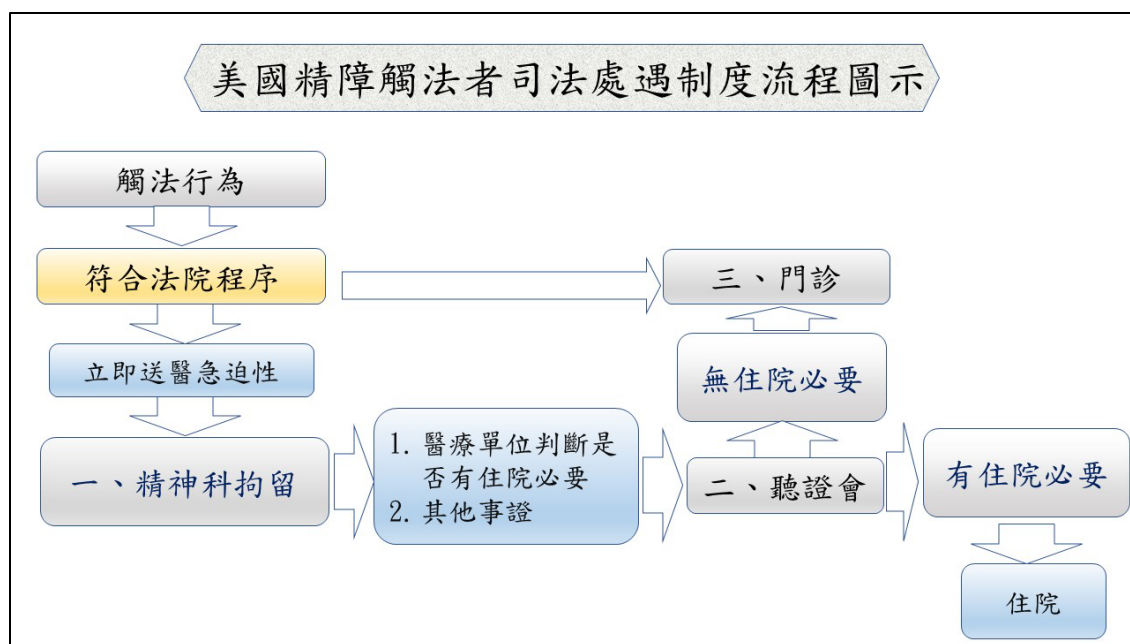 美國精障觸法者司法處遇制度流程圖示
觸法行為
符合法院程序
三、門診
立即送醫急迫性
無住院必要
一、精神科拘留
1. 醫療單位判斷是
否有住院必要
2. 其他事證
二、聽證會
有住院必要
住院